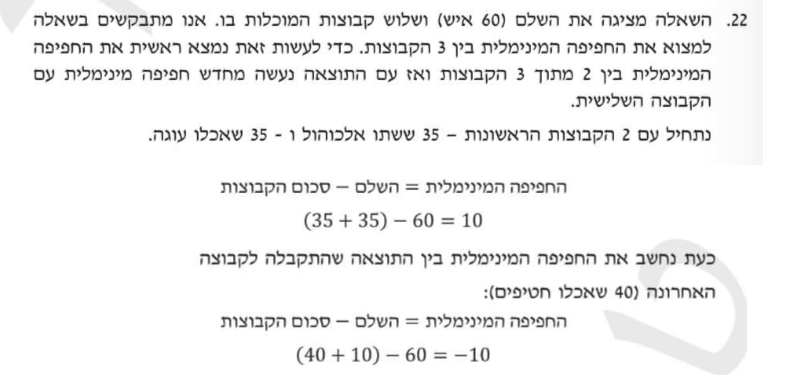 22. השאלה מציגה את השלם (60 איש) ושלוש קבוצות המוכלות בו. אנו מתבקשים בשאלה
למצוא את החפיפה המינימלית בין 3 הקבוצות. כדי לעשות זאת נמצא ראשית את החפיפה
המינימלית בין 2 מתוך 3 הקבוצות ואז עם התוצאה נעשה מחדש חפיפה מינימלית עם
הקבוצה השלישית.
נתחיל עם 2 הקבוצות הראשונות – 35 ששתו אלכוהול ו - 35 שאכלו עוגה.
החפיפה המינימלית = השלם – סכום הקבוצות
(35 + 35) – 60 = 10
כעת נחשב את החפיפה המינימלית בין התוצאה שהתקבלה לקבוצה
האחרונה (40 שאכלו חטיפים):
החפיפה המינימלית = השלם – סכום הקבוצות
(40 + 10) – 60 = −10